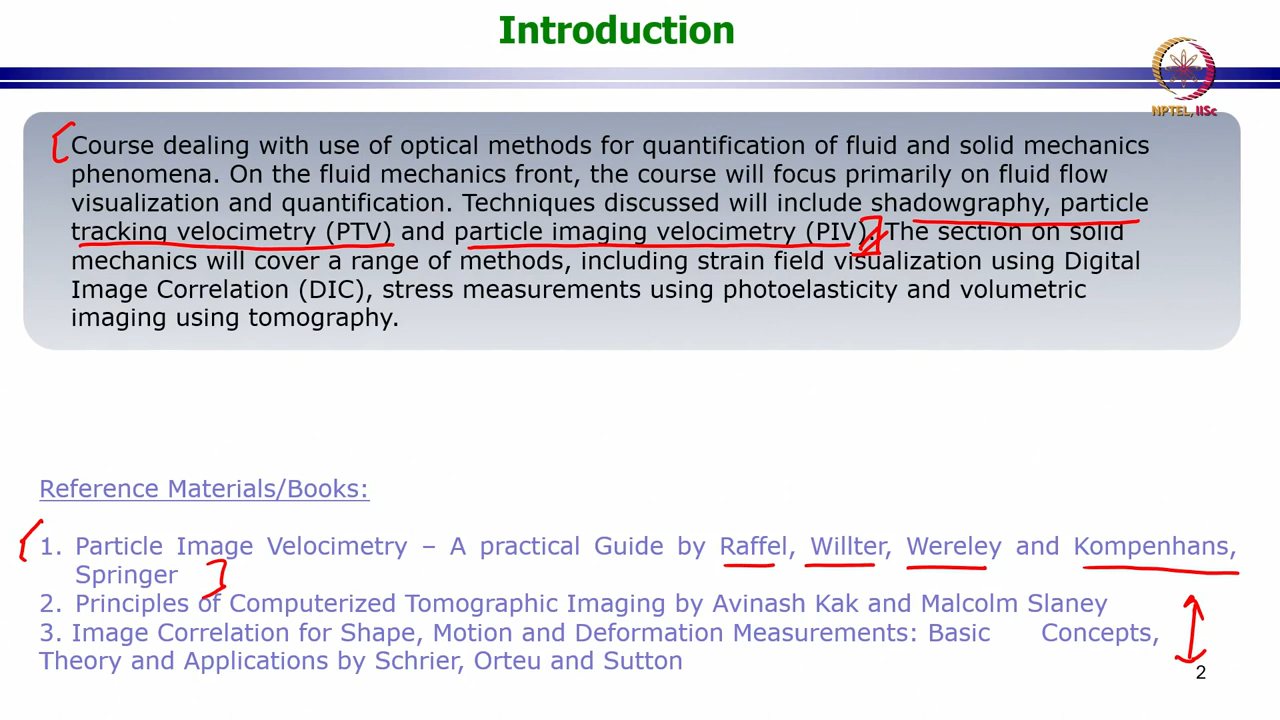 Introduction
NPTEL, IISc
Course dealing with use of optical methods for quantification of fluid and solid mechanics
phenomena. On the fluid mechanics front, the course will focus primarily on fluid flow
visualization and quantification. Techniques discussed will include shadowgraphy, particle
tracking velocimetry (PTV) and particle imaging velocimetry (PIV). The section on solid
mechanics will cover a range of methods, including strain field visualization using Digital
Image Correlation (DIC), stress measurements using photoelasticity and volumetric
imaging using tomography.
Reference Materials/Books:
1. Particle Image Velocimetry – A practical Guide by Raffel, Willter, Wereley and Kompenhans,
Springer
2. Principles of Computerized Tomographic Imaging by Avinash Kak and Malcolm Slaney
3. Image Correlation for Shape, Motion and Deformation Measurements: Basic Concepts,
Theory and Applications by Schrier, Orteu and Sutton
2